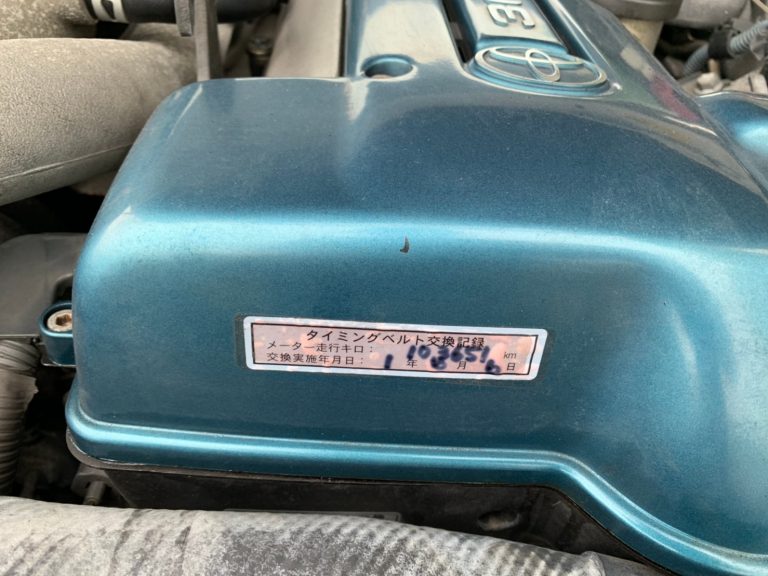 タイミングベルト交換記録
メーター走行キロ： 103651 km
交換実施年月日： 1 年 8 月 6 日